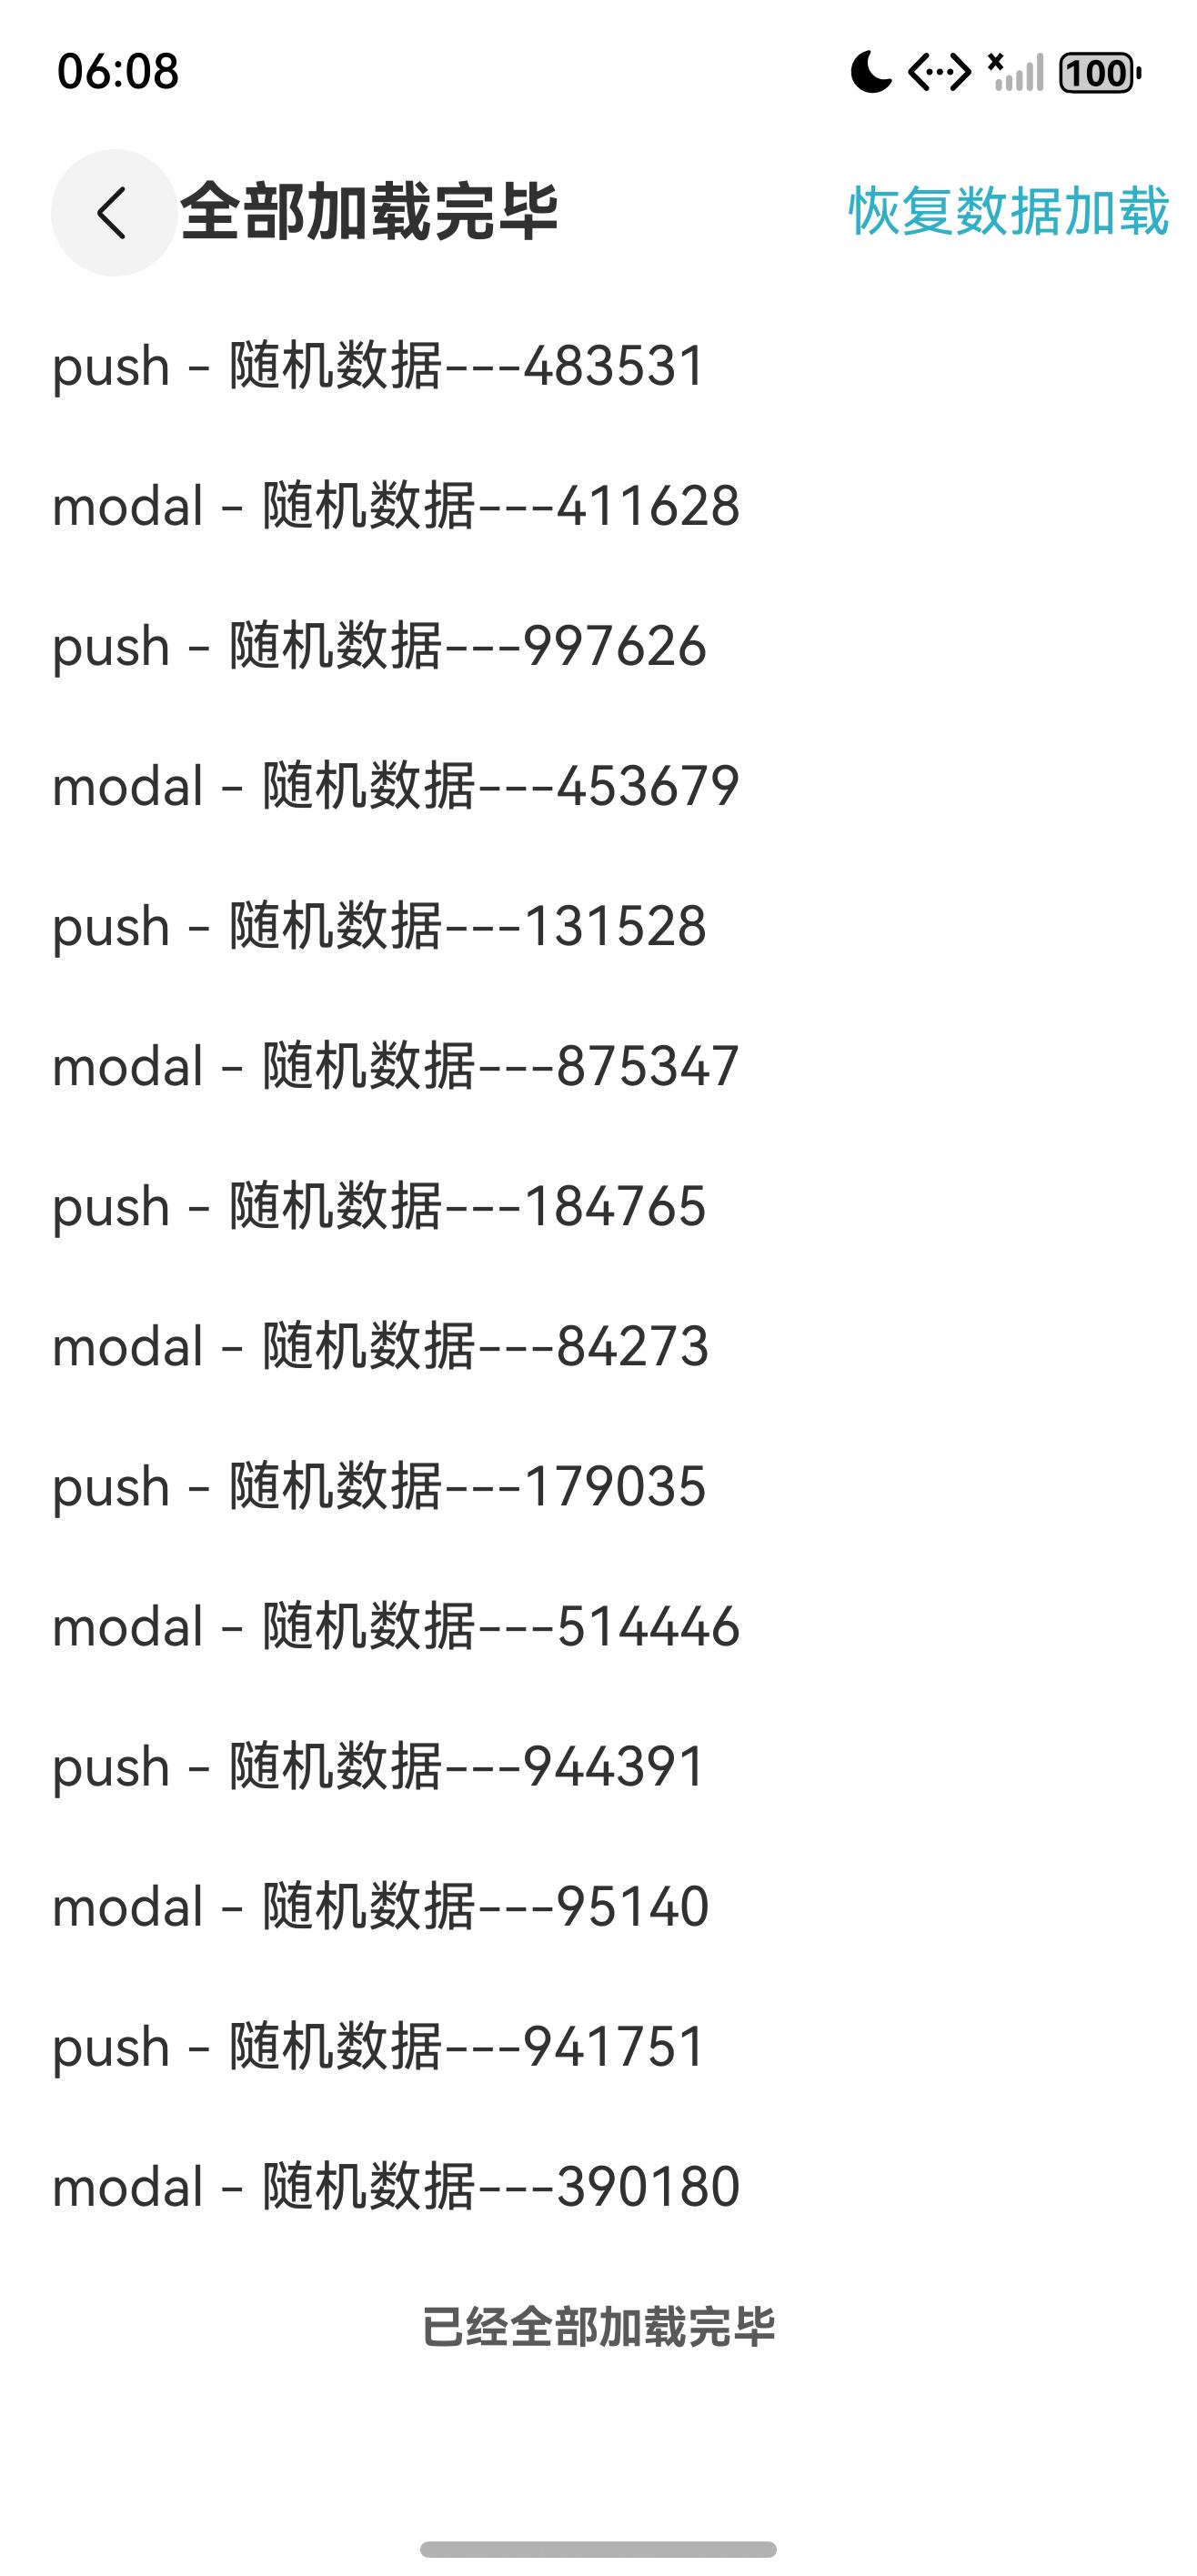 06:08
100
全部加载完毕
恢复数据加载
push - 随机数据---483531
modal - 随机数据---411628
push - 随机数据---997626
modal - 随机数据---453679
push - 随机数据---131528
modal - 随机数据---875347
push - 随机数据---184765
modal - 随机数据---84273
push - 随机数据---179035
modal - 随机数据---514446
push - 随机数据---944391
modal - 随机数据---95140
push - 随机数据---941751
modal - 随机数据---390180
已经全部加载完毕